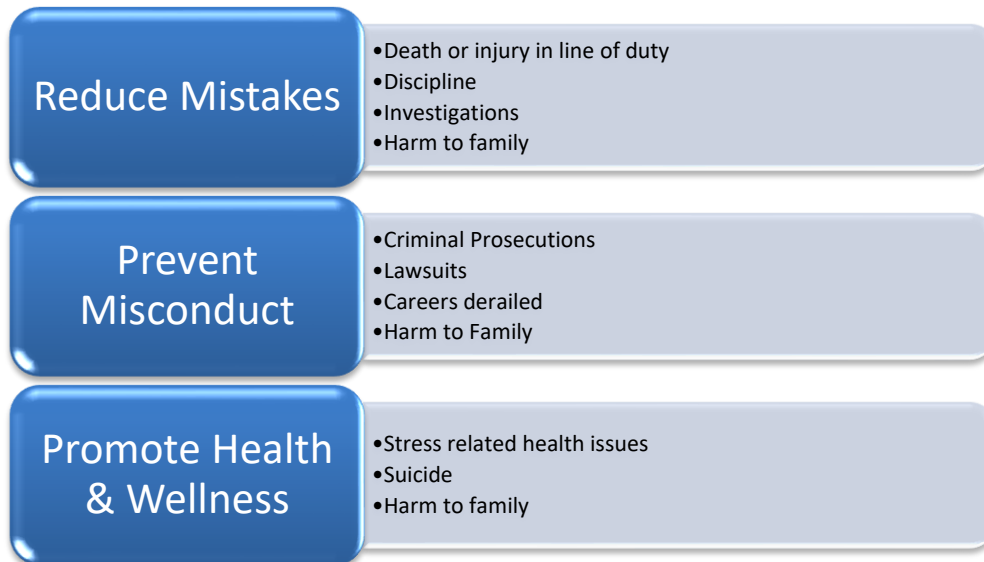 Reduce Mistakes
•Death or injury in line of duty
•Discipline
•Investigations
•Harm to family
Prevent
Misconduct
•Criminal Prosecutions
•Lawsuits
•Careers derailed
•Harm to Family
Promote Health
& Wellness
•Stress related health issues
•Suicide
•Harm to family